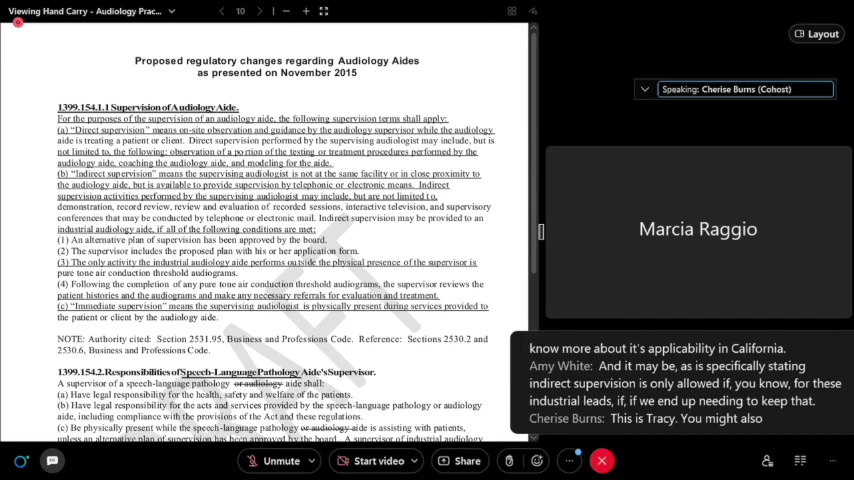 Viewing Hand Carry - Audiology Prac...
10
Layout
Speaking: Cherise Burns (Cohost)
Proposed regulatory changes regarding Audiology Aides
as presented on November 2015
1399.154.1.1 Supervision of Audiology Aide.
For the purposes of the supervision of an audiology aide, the following supervision terms shall apply:
(a) "Direct supervision" means on-site observation and guidance by the audiology supervisor while the audiology
aide is treating a patient or client. Direct supervision performed by the supervising audiologist may include, but is
not limited to, the following: observation of a portion of the testing or treatment procedures performed by the
audiology aide, coaching the audiology aide, and modeling for the aide.
(b) "Indirect supervision" means the supervising audiologist is not at the same facility or in close proximity to
the audiology aide, but is available to provide supervision by telephonic or electronic means. Indirect
supervision activities performed by the supervising audiologist may include, but are not limited to,
demonstration, record review, review and evaluation of recorded sessions, interactive television, and supervisory
conferences that may be conducted by telephone or electronic mail. Indirect supervision may be provided to an
industrial audiology aide, if all of the following conditions are met:
(1) An alternative plan of supervision has been approved by the board.
(2) The supervisor includes the proposed plan with his or her application form.
(3) The only activity the industrial audiology aide performs outside the physical presence of the supervisor is
pure tone air conduction threshold audiograms.
(4) Following the completion of any pure tone air conduction threshold audiograms, the supervisor reviews the
patient histories and the audiograms and make any necessary referrals for evaluation and treatment.
(c) "Immediate supervision" means the supervising audiologist is physically present during services provided to
the patient or client by the audiology aide.
NOTE: Authority cited: Section 2531.95, Business and Professions Code. Reference: Sections 2530.2 and
2530.6, Business and Professions Code.
1399.154.2. Responsibilities of Speech-Language Pathology Aide's Supervisor.
A supervisor of a speech-language pathology or audiology aide shall:
(a) Have legal responsibility for the health, safety and welfare of the patients.
(b) Have legal responsibility for the acts and services provided by the speech-language pathology or audiology
aide, including compliance with the provisions of the Act and these regulations.
(c) Be physically present while the speech-language pathology or audiology aide is assisting with patients,
unless an alternative plan of supervision has been approved by the board. A supervisor of industrial audiology
DRAFT
Marcia Raggio
know more about it's applicability in California.
Amy White: And it may be, as is specifically stating
indirect supervision is only allowed if, you know, for these
industrial leads, if, if we end up needing to keep that.
Cherise Burns: This is Tracy. You might also
Unmute
Start video
Share